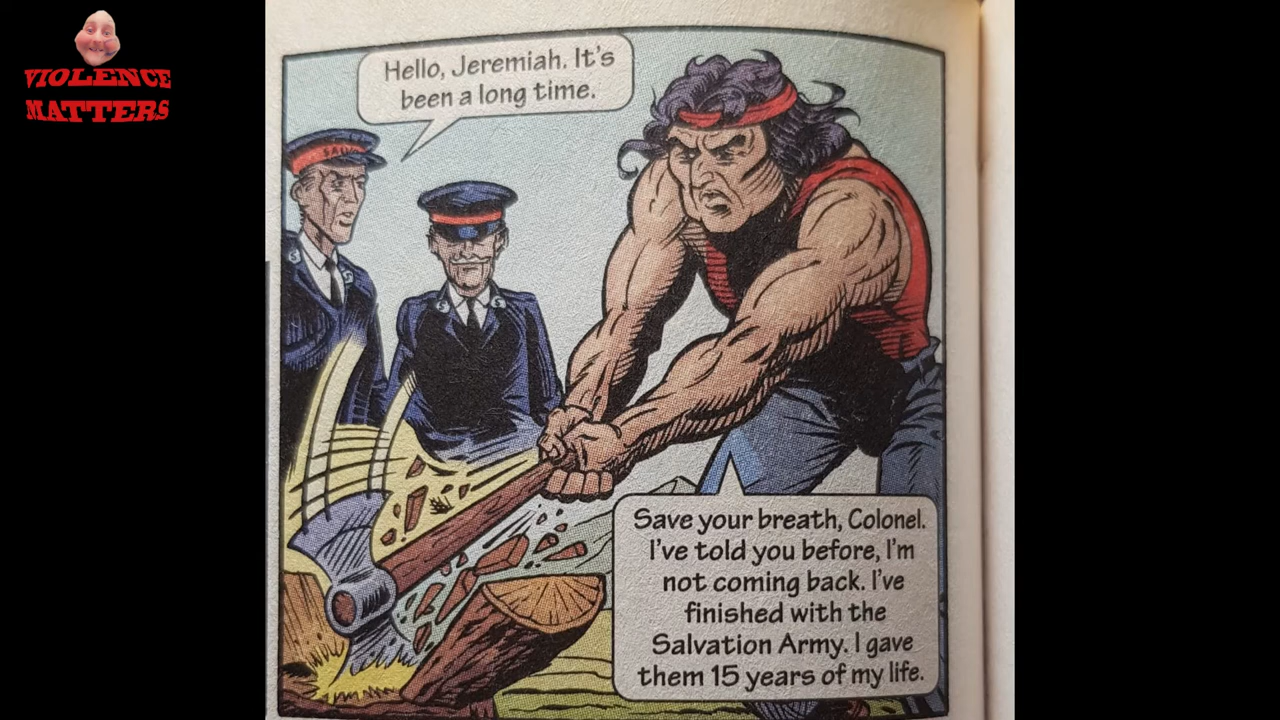 VIOLENCE
MATTERS
Hello, Jeremiah. It's
been a long time.
Save your breath, Colonel.
I've told you before, I'm
not coming back. I've
finished with the
Salvation Army. I gave
them 15 years of my life.